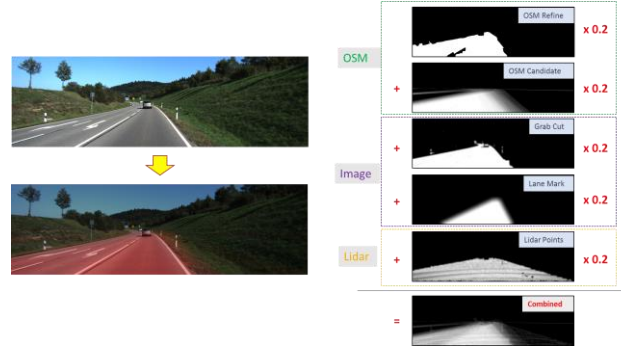 OSM Refine
x 0.2
OSM
OSM Candidate
+
x 0.2
Grab Cut
+
x 0.2
Image
Lane Mark
+
x 0.2
Lidar
Lidar Points
+
x 0.2
Combined
=